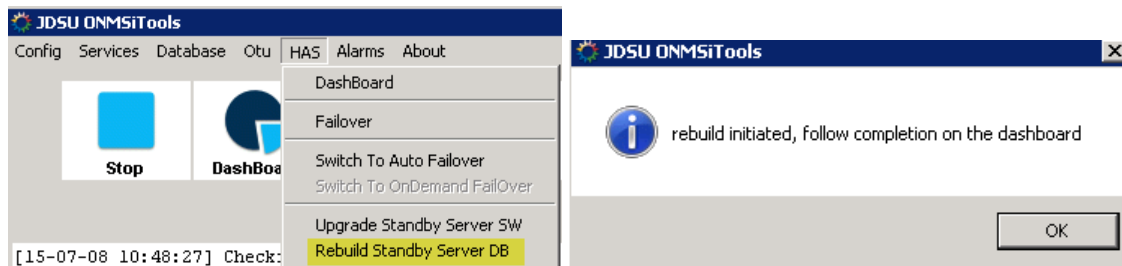 JDSU ONMSiTools
Config Services Database Otu HAS Alarms About
DashBoard
Failover
Switch To Auto Failover
Switch To OnDemand FailOver
Upgrade Standby Server SW
Rebuild Standby Server DB
Stop DashBoa
[15-07-08 10:48:27] Check:
JDSU ONMSiTools
rebuild initiated, follow completion on the dashboard
OK